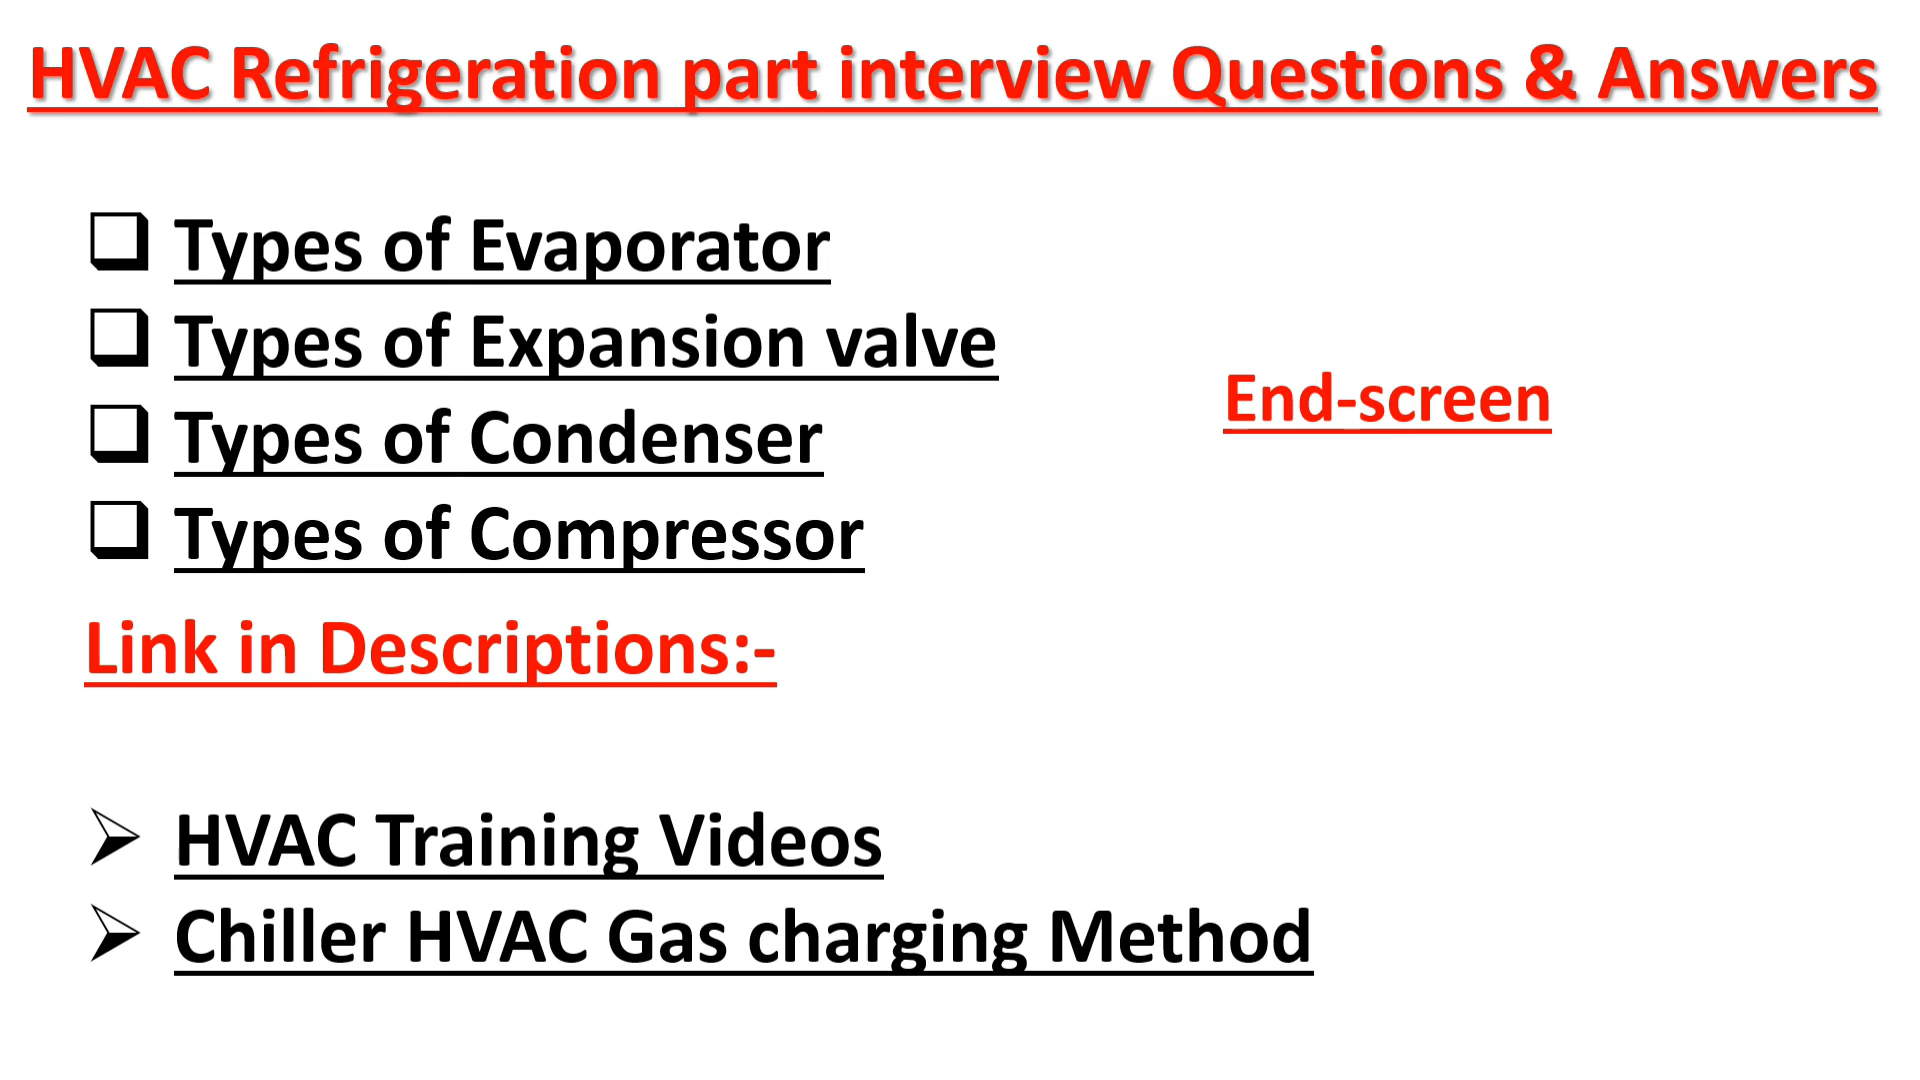 HVAC Refrigeration part interview Questions & Answers
Types of Evaporator
Types of Expansion valve
Types of Condenser
Types of Compressor
End-screen
Link in Descriptions:-
HVAC Training Videos
Chiller HVAC Gas charging Method